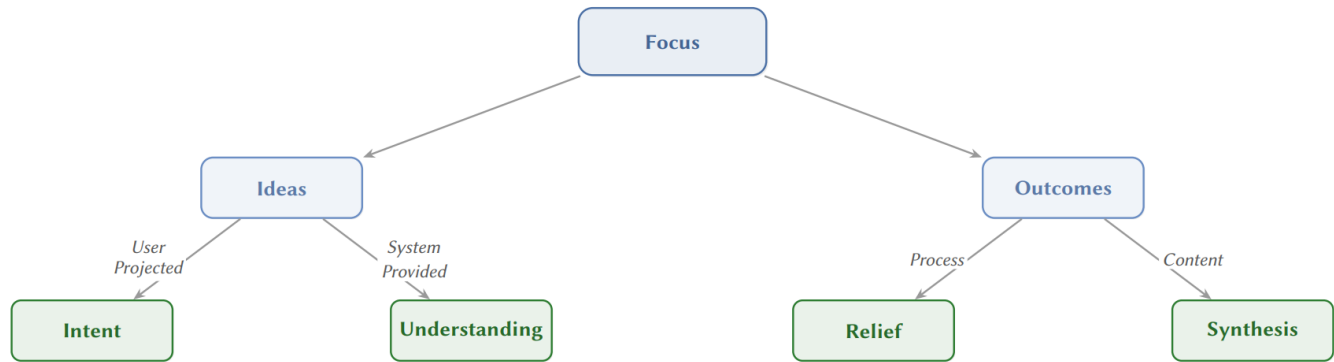 Focus
Ideas
Outcomes
User
Projected
System
Provided
Process
Content
Intent
Understanding
Relief
Synthesis